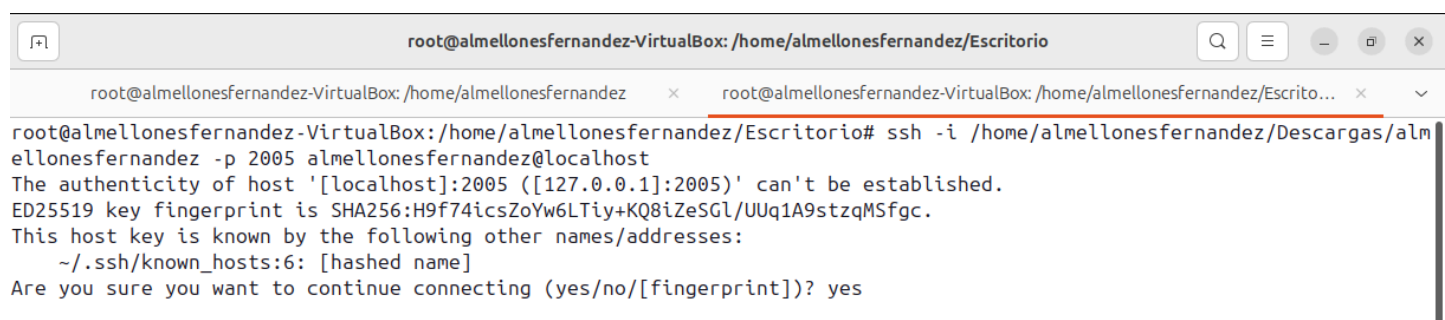 root@almellonesfernandez-VirtualBox: /home/almellonesfernandez/Escritorio
root@almellonesfernandez-VirtualBox: /home/almellonesfernandez
root@almellonesfernandez-VirtualBox: /home/almellonesfernandez/Escrito...
root@almellonesfernandez-VirtualBox:/home/almellonesfernandez/Escritorio# ssh -i /home/almellonesfernandez/Descargas/alm
ellonesfernandez -p 2005 almellonesfernandez@localhost
The authenticity of host '[localhost]:2005 ([127.0.0.1]:2005)' can't be established.
ED25519 key fingerprint is SHA256:H9f74icsZoYw6LTiy+KQ8iZeSGl/UUq1A9stzqMSfgc.
This host key is known by the following other names/addresses:
    ~/.ssh/known_hosts:6: [hashed name]
Are you sure you want to continue connecting (yes/no/[fingerprint])? yes